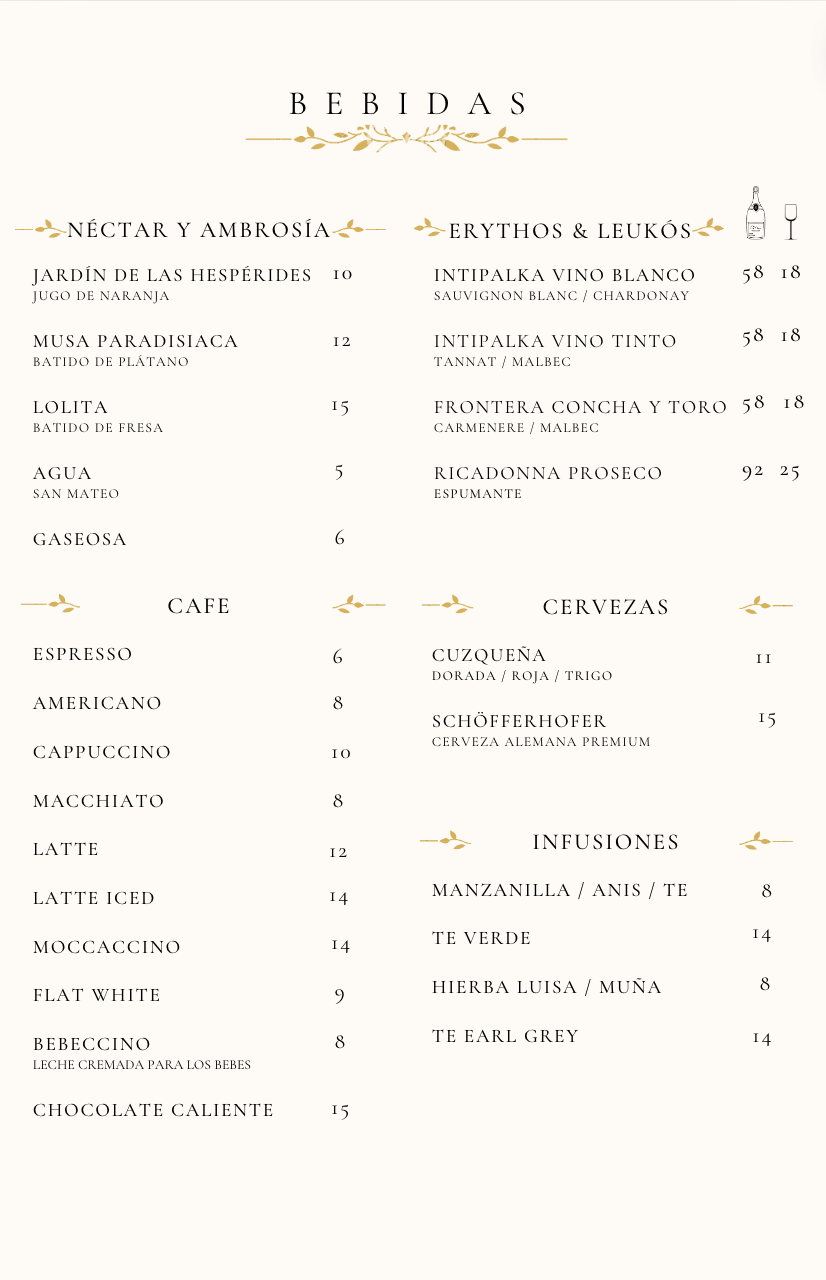 BEBIDAS
NÉCTAR Y AMBROSÍA
JARDÍN DE LAS HESPÉRIDES 10
JUGO DE NARANJA
MUSA PARADISIACA 12
BATIDO DE PLÁTANO
LOLITA 15
BATIDO DE FRESA
AGUA 5
SAN MATEO
GASEOSA 6
CAFE
ESPRESSO 6
AMERICANO 8
CAPPUCCINO 10
MACCHIATO 8
LATTE 12
LATTE ICED 14
MOCCACCINO 14
FLAT WHITE 9
BEBECCINO 8
LECHE CREMADA PARA LOS BEBES
CHOCOLATE CALIENTE 15
ERYTHOS & LEUKÓS
INTIPALKA VINO BLANCO 58 18
SAUVIGNON BLANC / CHARDONAY
INTIPALKA VINO TINTO 58 18
TANNAT / MALBEC
FRONTERA CONCHA Y TORO 58 18
CARMENERE / MALBEC
RICADONNA PROSECO 92 25
ESPUMANTE
CERVEZAS
CUZQUEÑA 11
DORADA / ROJA / TRIGO
SCHÖFFERHOFER 15
CERVEZA ALEMANA PREMIUM
INFUSIONES
MANZANILLA / ANIS / TE 8
TE VERDE 14
HIERBA LUISA / MUÑA 8
TE EARL GREY 14